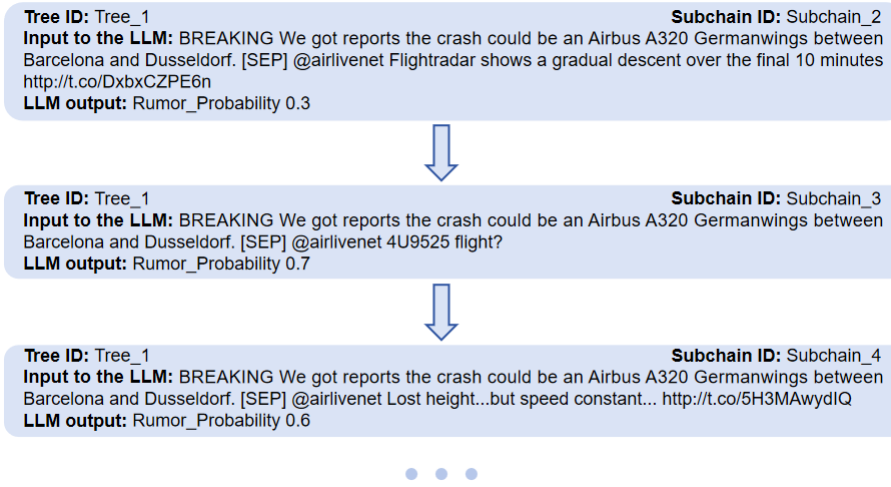 Tree ID: Tree_1 Subchain ID: Subchain_2
Input to the LLM: BREAKING We got reports the crash could be an Airbus A320 Germanwings between
Barcelona and Dusseldorf. [SEP] @airlivenet Flightradar shows a gradual descent over the final 10 minutes
http://t.co/DxbxCZPE6n
LLM output: Rumor_Probability 0.3
Tree ID: Tree_1 Subchain ID: Subchain_3
Input to the LLM: BREAKING We got reports the crash could be an Airbus A320 Germanwings between
Barcelona and Dusseldorf. [SEP] @airlivenet 4U9525 flight?
LLM output: Rumor_Probability 0.7
Tree ID: Tree_1 Subchain ID: Subchain_4
Input to the LLM: BREAKING We got reports the crash could be an Airbus A320 Germanwings between
Barcelona and Dusseldorf. [SEP] @airlivenet Lost height...but speed constant... http://t.co/5H3MAwydIQ
LLM output: Rumor_Probability 0.6